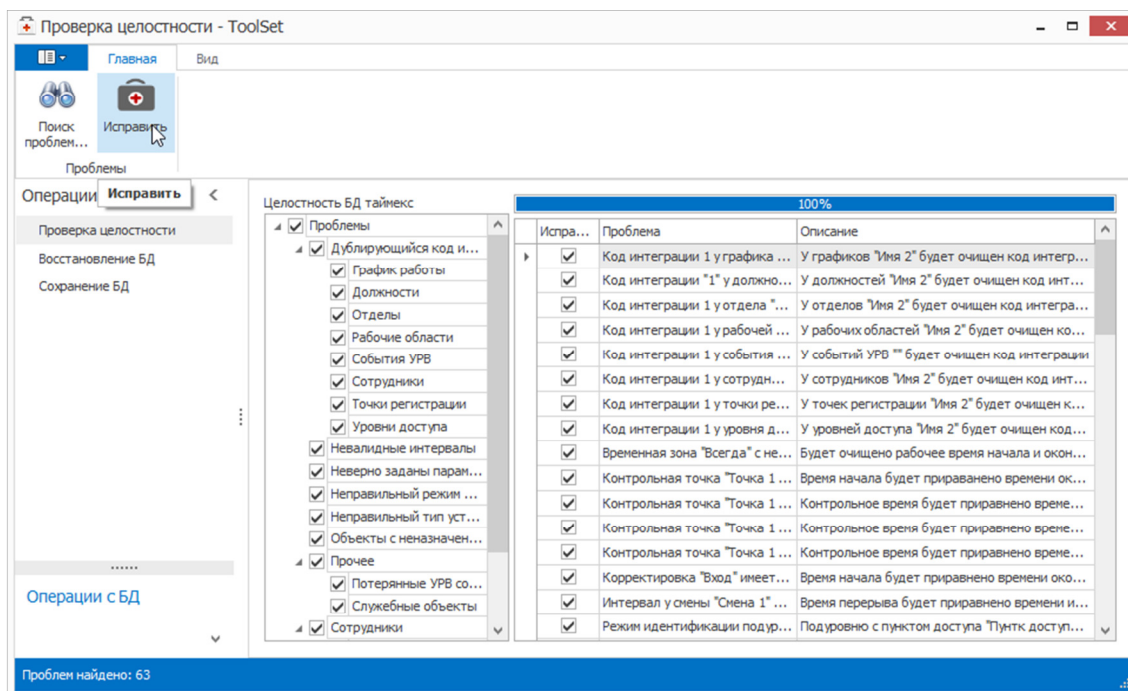 Проверка целостности - ToolSet
Главная
Вид
Поиск
проблем...
Исправить
Проблемы
Операции
Исправить
Проверка целостности
Восстановление БД
Сохранение БД
Операции с БД
Целостность БД таймекс
Проблемы
Дублирующийся код и...
График работы
Должности
Отделы
Рабочие области
События УРВ
Сотрудники
Точки регистрации
Уровни доступа
Невалидные интервалы
Неверно заданы парам...
Неправильный режим ...
Неправильный тип уст...
Объекты с неназначен...
Прочее
Потерянные УРВ со...
Служебные объекты
Сотрудники
100%
Испра... Проблема Описание
Код интеграции 1 у графика ... У графиков "Имя 2" будет очищен код интегр...
Код интеграции "1" у должно... У должностей "Имя 2" будет очищен код инт...
Код интеграции 1 у отдела "... У отделов "Имя 2" будет очищен код интегра...
Код интеграции 1 у рабочей ... У рабочих областей "Имя 2" будет очищен ко...
Код интеграции 1 у события ... У событий УРВ "" будет очищен код интеграции
Код интеграции 1 у сотрудн... У сотрудников "Имя 2" будет очищен код инт...
Код интеграции 1 у точки ре... У точек регистрации "Имя 2" будет очищен к...
Код интеграции 1 у уровня д... У уровней доступа "Имя 2" будет очищен код...
Временная зона "Всегда" с не... Будет очищено рабочее время начала и окон...
Контрольная точка "Точка 1 ... Время начала будет прираванено времени ок...
Контрольная точка "Точка 1 ... Контрольное время будет приравнено време...
Контрольная точка "Точка 1 ... Контрольное время будет приравнено време...
Контрольная точка "Точка 1 ... Контрольное время будет приравнено време...
Корректировка "Вход" имеет... Время начала будет приравнено времени око...
Интервал у смены "Смена 1" ... Время перерыва будет приравнено времени и...
Режим идентификации подур... Подуровню с пунктом доступа "Пунтк доступ...
Проблем найдено: 63